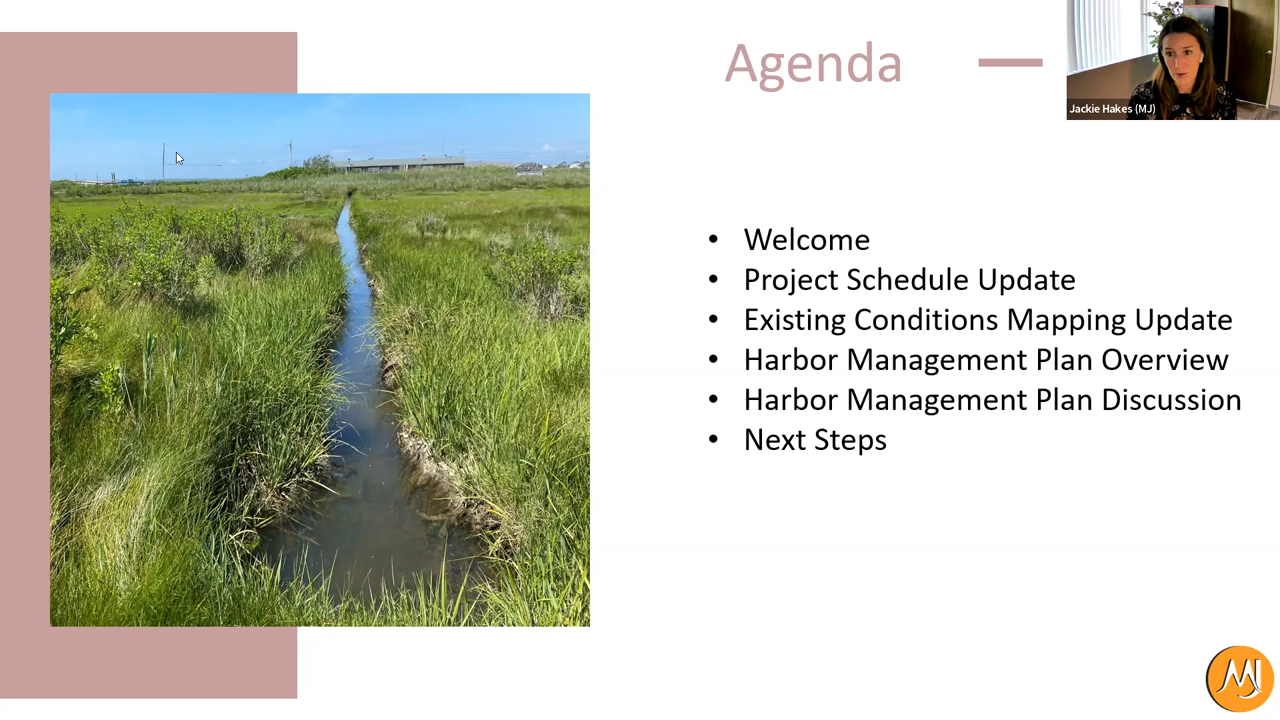 Agenda
Jackie Hakes (MJ)
• Welcome
• Project Schedule Update
• Existing Conditions Mapping Update
• Harbor Management Plan Overview
• Harbor Management Plan Discussion
• Next Steps
MJ